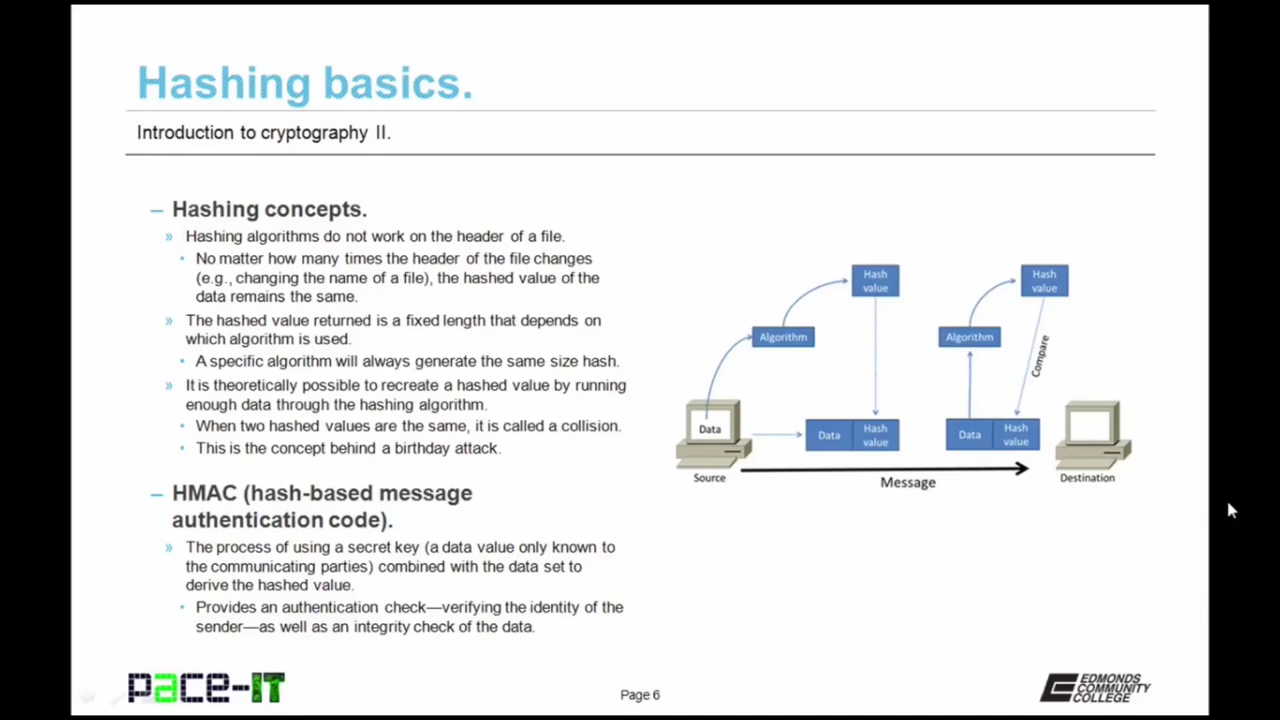 Hashing basics.
Introduction to cryptography II.
– Hashing concepts.
» Hashing algorithms do not work on the header of a file.
• No matter how many times the header of the file changes
(e.g., changing the name of a file), the hashed value of the
data remains the same.
» The hashed value returned is a fixed length that depends on
which algorithm is used.
• A specific algorithm will always generate the same size hash.
» It is theoretically possible to recreate a hashed value by running
enough data through the hashing algorithm.
• When two hashed values are the same, it is called a collision.
• This is the concept behind a birthday attack.
– HMAC (hash-based message
authentication code).
» The process of using a secret key (a data value only known to
the communicating parties) combined with the data set to
derive the hashed value.
• Provides an authentication check—verifying the identity of the
sender—as well as an integrity check of the data.
Hash
value
Hash
value
Algorithm
Algorithm
Compare
Data
Data
Hash
value
Data
Hash
value
Source
Message
Destination
pace-IT
Page 6
EDMONDS
COMMUNITY
COLLEGE